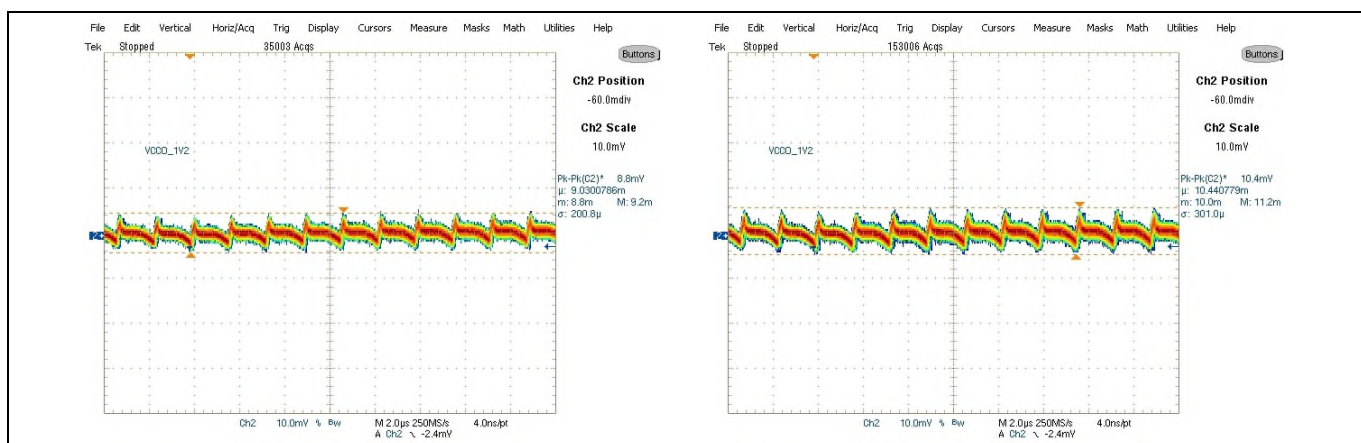 File Edit Vertical Horiz/Acq Trig Display Cursors Measure Masks Math Utilities Help
Tek Stopped 35003 Acqs
Buttons
Ch2 Position
-60.0mdiv
Ch2 Scale
10.0mV
VCCO_1V2
Pk-Pk(C2)* 8.8mV
µ: 9.0300786m
m: 8.8m M: 9.2m
σ: 200.8µ
Ch2 10.0mV Bw M 2.0µs 250MS/s 4.0ns/pt
A Ch2 -2.4mV
File Edit Vertical Horiz/Acq Trig Display Cursors Measure Masks Math Utilities Help
Tek Stopped 153006 Acqs
Buttons
Ch2 Position
-60.0mdiv
Ch2 Scale
10.0mV
VCCO_1V2
Pk-Pk(C2)* 10.4mV
µ: 10.440779m
m: 10.0m M: 11.2m
σ: 301.0µ
Ch2 10.0mV Bw M 2.0µs 250MS/s 4.0ns/pt
A Ch2 -2.4mV